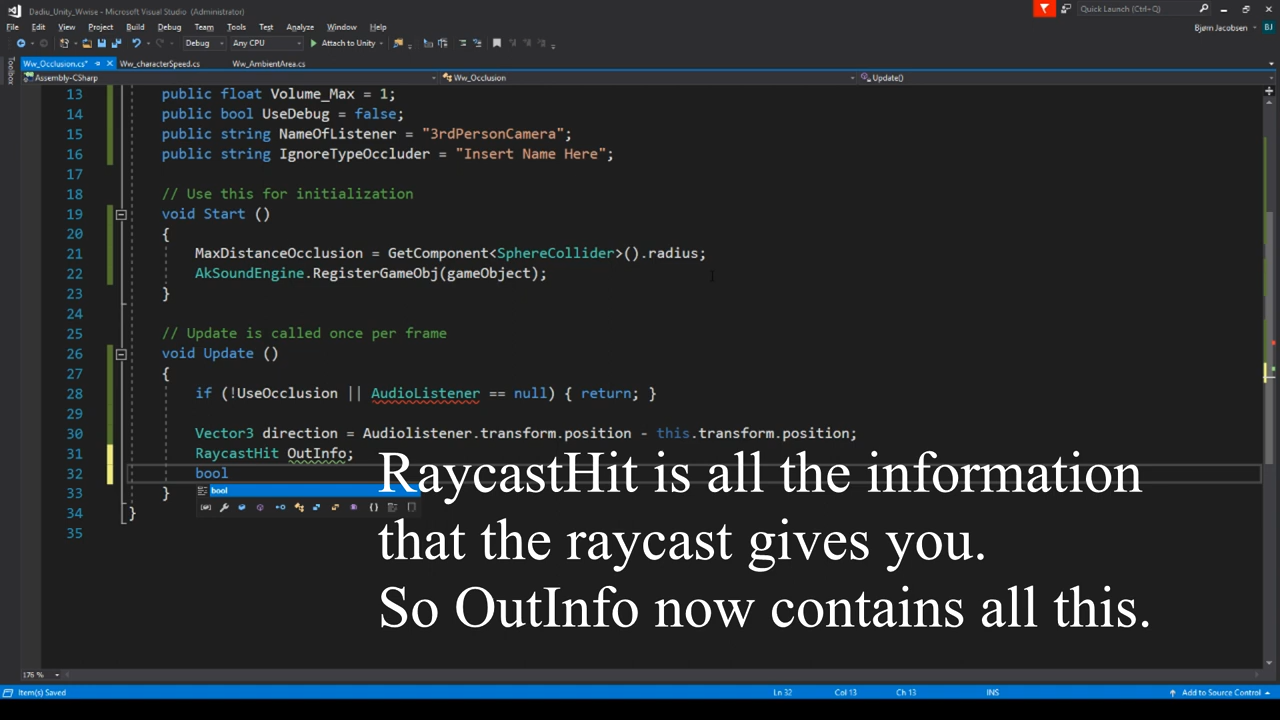 Dadiu_Unity_Wwise - Microsoft Visual Studio (Administrator)
Quick Launch (Ctrl+Q)
File Edit View Project Build Debug Team Tools Test Analyze Window Help
Bjørn Jacobsen BJ
Debug Any CPU Attach to Unity
Toolbox
Ww_Occlusion.cs* Ww_characterSpeed.cs Ww_AmbientArea.cs
Assembly-CSharp Ww_Occlusion Update()
13 public float Volume_Max = 1;
14 public bool UseDebug = false;
15 public string NameOfListener = "3rdPersonCamera";
16 public string IgnoreTypeOccluder = "Insert Name Here";
17
18 // Use this for initialization
19 void Start ()
20 {
21 MaxDistanceOcclusion = GetComponent<SphereCollider>().radius;
22 AkSoundEngine.RegisterGameObj(gameObject);
23 }
24
25 // Update is called once per frame
26 void Update ()
27 {
28 if (!UseOcclusion || AudioListener == null) { return; }
29
30 Vector3 direction = Audiolistener.transform.position - this.transform.position;
31 RaycastHit OutInfo;
32 bool
33 }
bool
34 }
35
RaycastHit is all the information
that the raycast gives you.
So OutInfo now contains all this.
176 %
Item(s) Saved Ln 32 Col 13 Ch 13 INS Add to Source Control